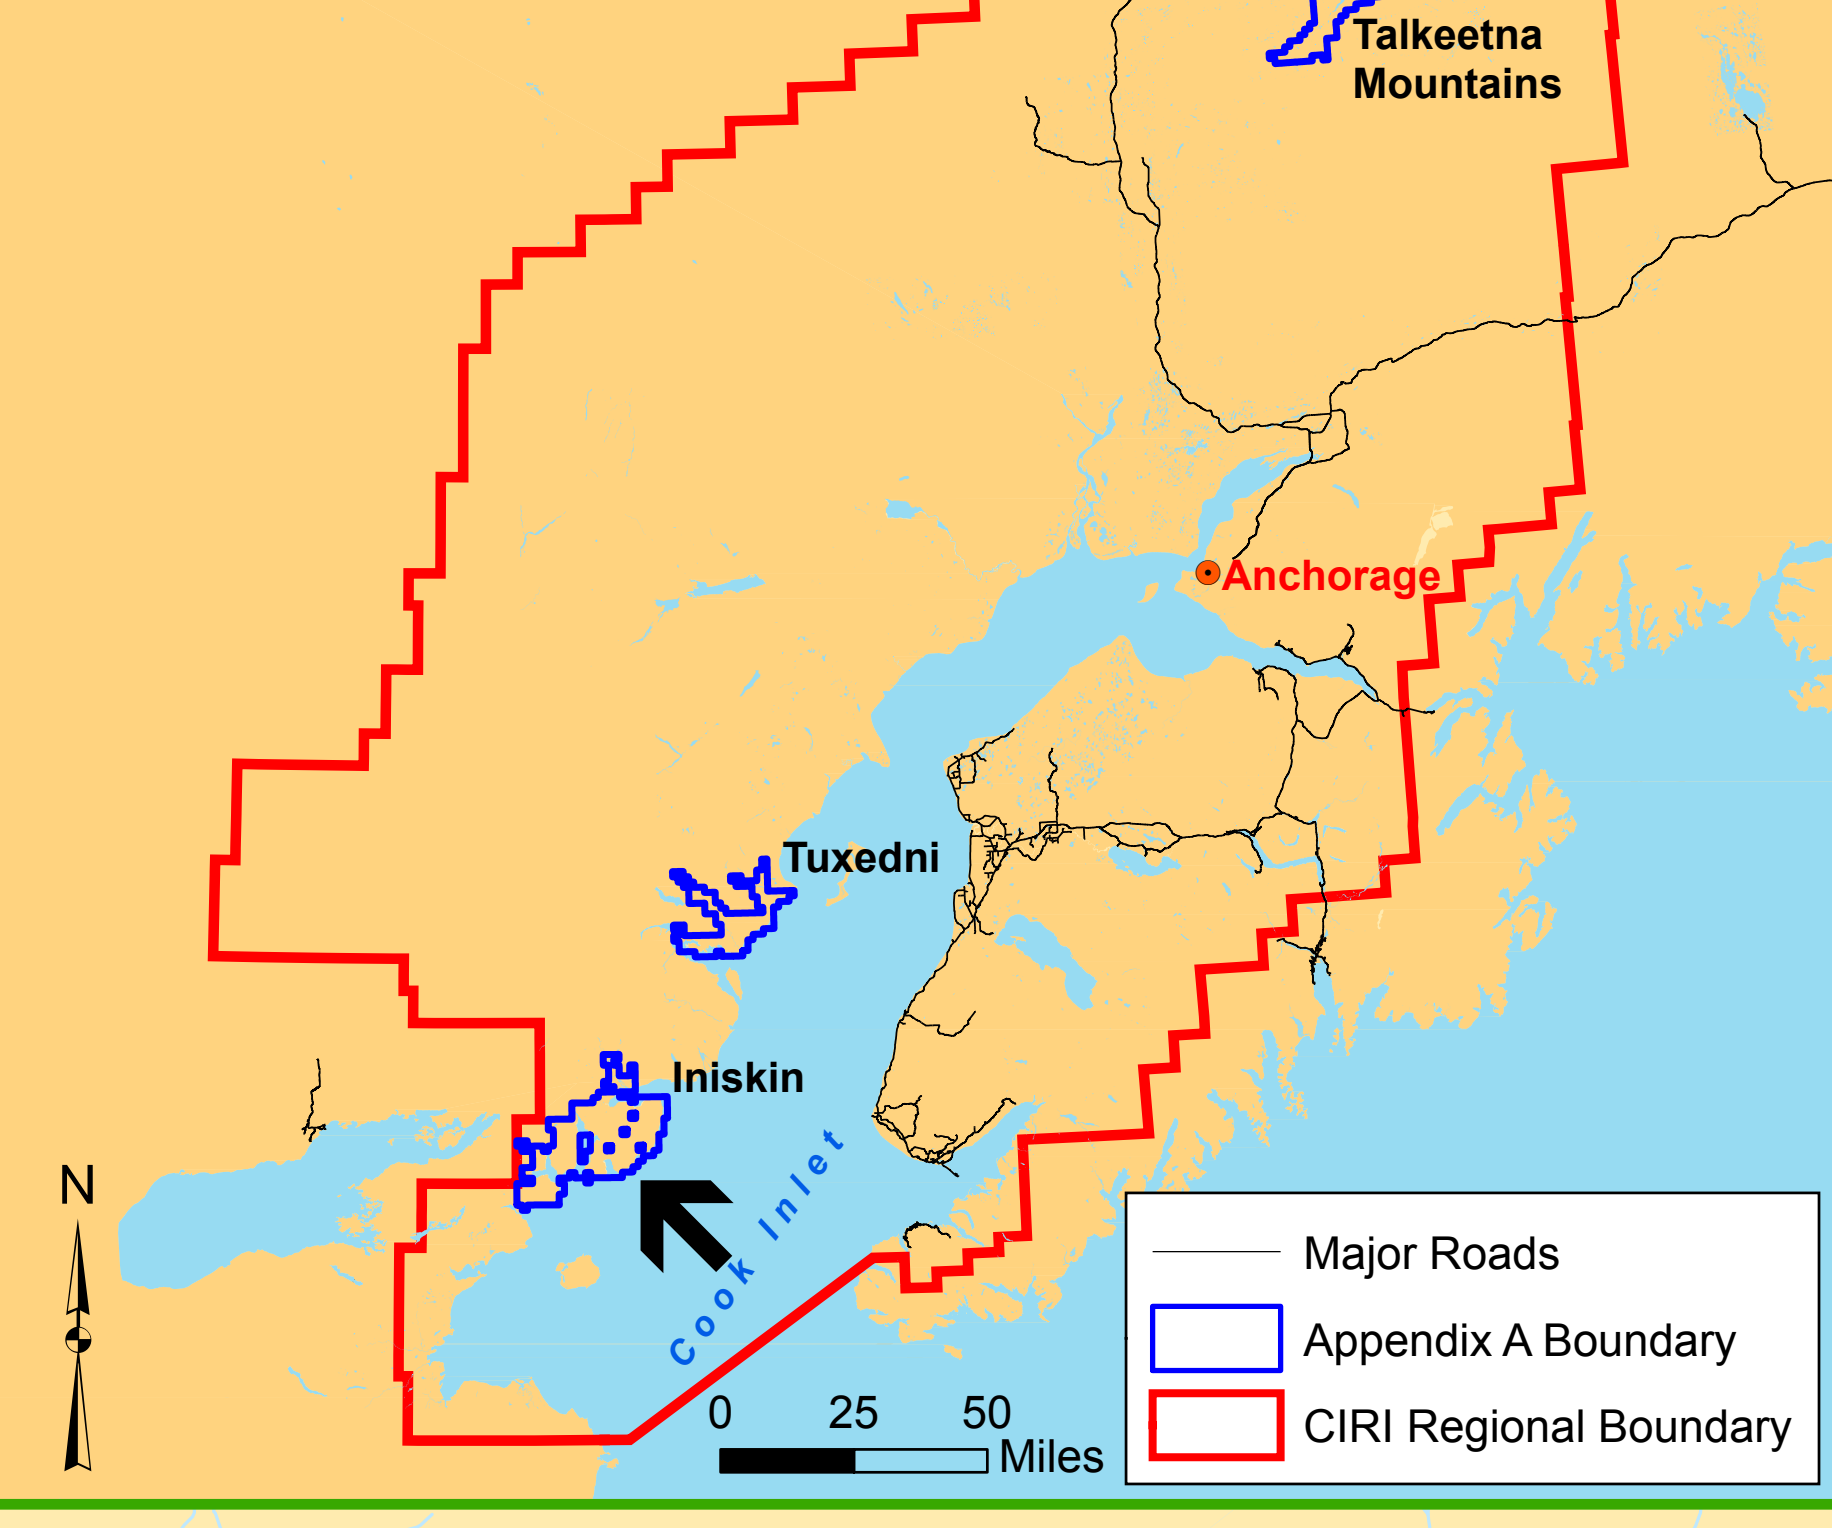 Talkeetna
Mountains
Anchorage
Tuxedni
Iniskin
Cook Inlet
N
0 25 50
Miles
Major Roads
Appendix A Boundary
CIRI Regional Boundary